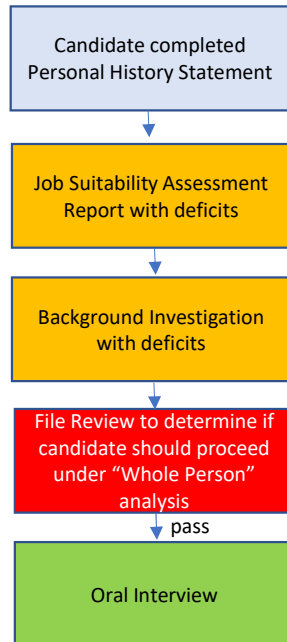 Candidate completed
Personal History Statement
Job Suitability Assessment
Report with deficits
Background Investigation
with deficits
File Review to determine if
candidate should proceed
under “Whole Person”
analysis
pass
Oral Interview